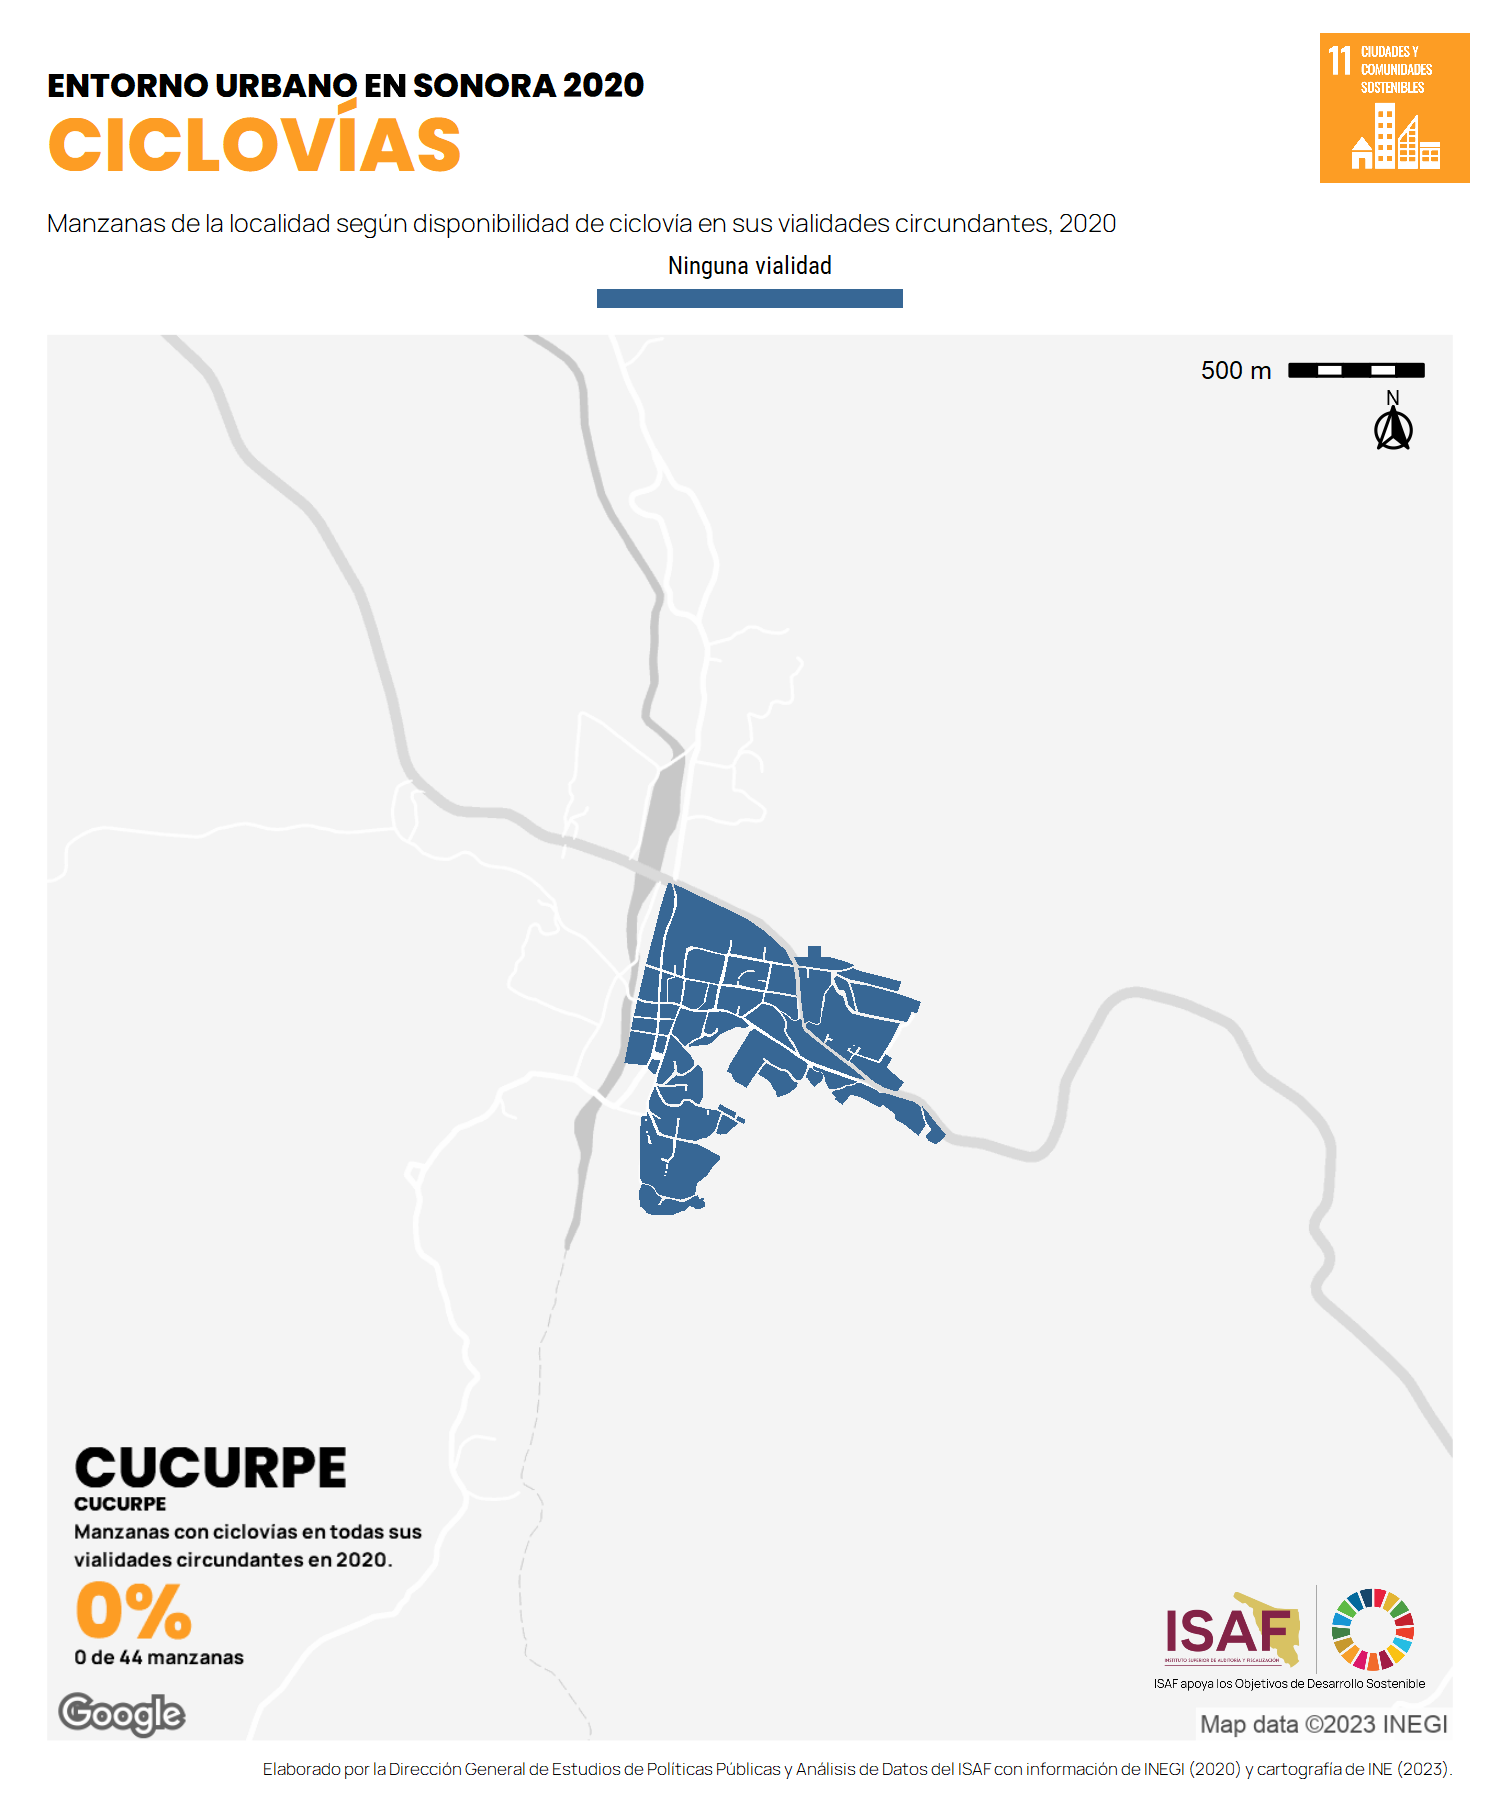 ENTORNO URBANO EN SONORA 2020
CICLOVÍAS
11 CIUDADES Y
COMUNIDADES
SOSTENIBLES
Manzanas de la localidad según disponibilidad de ciclovía en sus vialidades circundantes, 2020
Ninguna vialidad
500 m
N
CUCURPE
CUCURPE
Manzanas con ciclovias en todas sus
vialidades circundantes en 2020.
0%
0 de 44 manzanas
ISAF
INSTITUTO SUPERIOR DE AUDITORÍA Y FISCALIZACIÓN
ISAF apoya los Objetivos de Desarrollo Sostenible
Google
Map data ©2023 INEGI
Elaborado por la Dirección General de Estudios de Políticas Públicas y Análisis de Datos del ISAF con información de INEGI (2020) y cartografía de INE (2023).